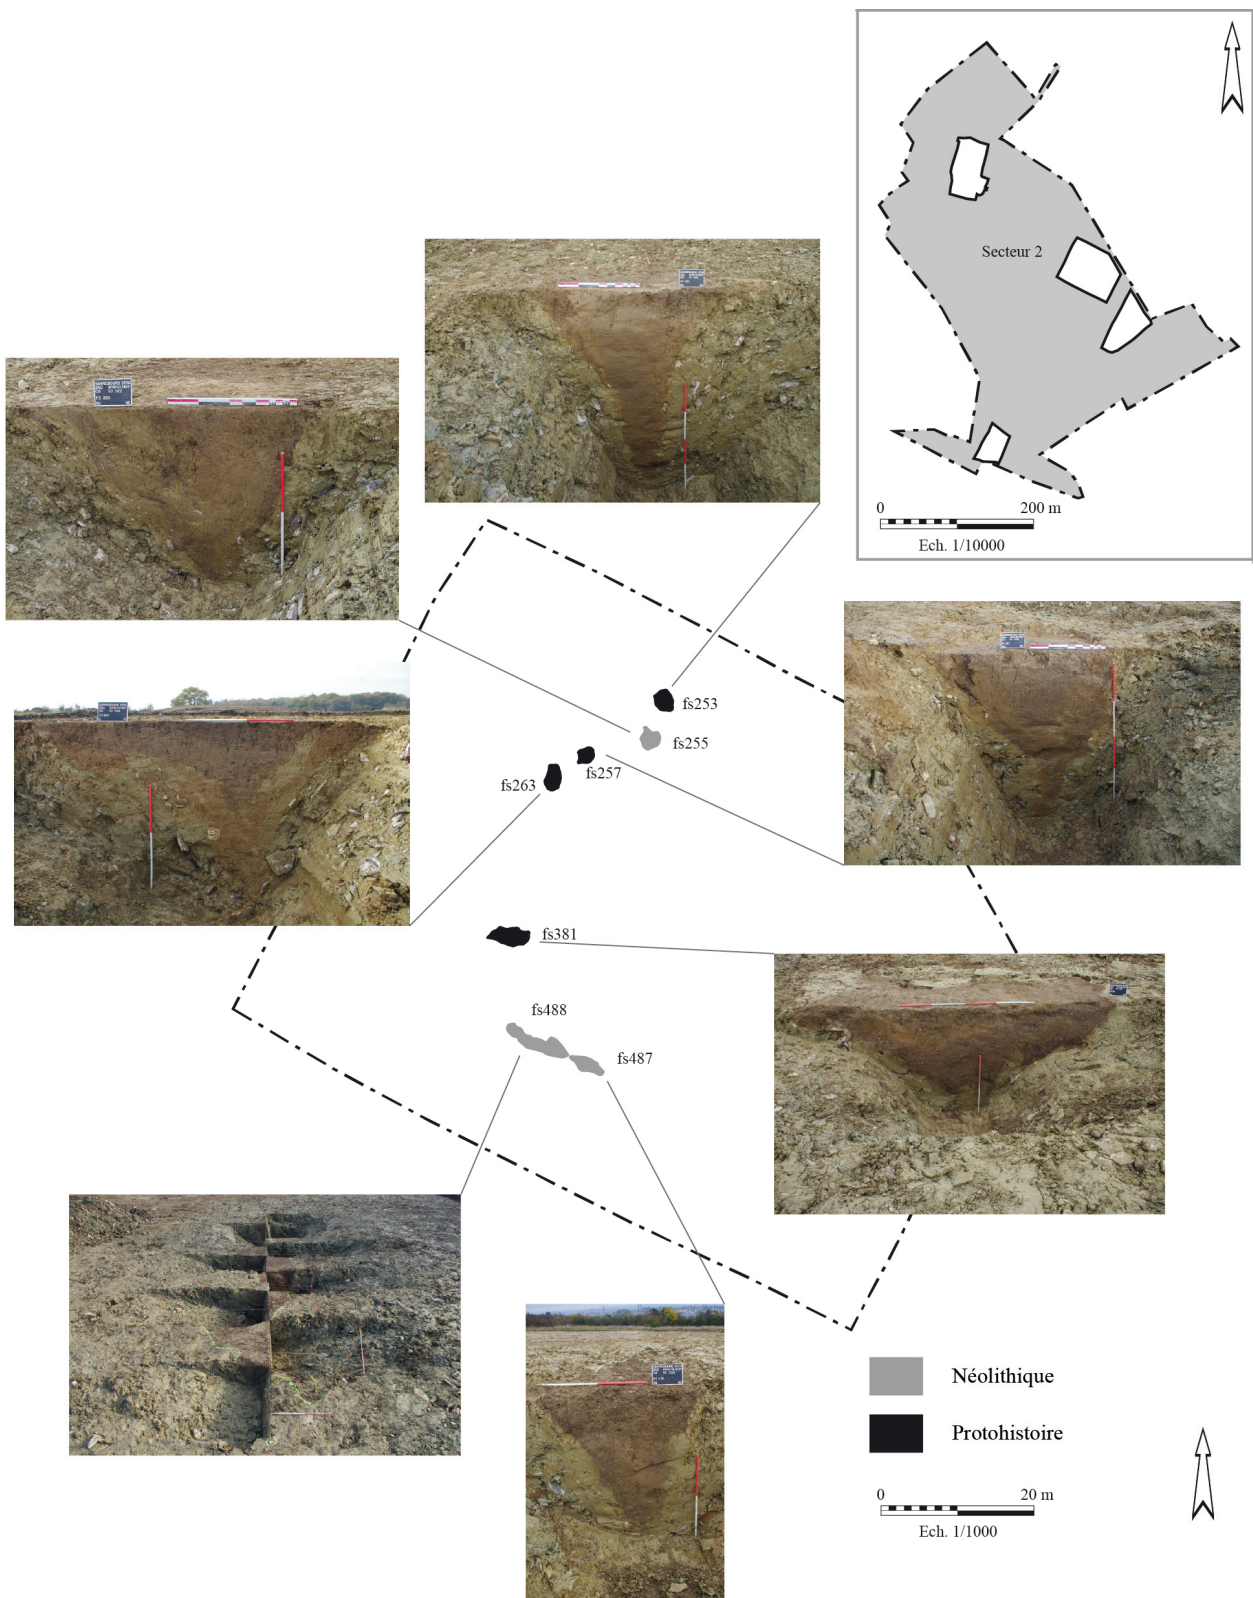 Secteur 2
0 200 m
Ech. 1/10000
fs253
fs255
fs257
fs263
fs381
fs488
fs487
Néolithique
Protohistoire
0 20 m
Ech. 1/1000